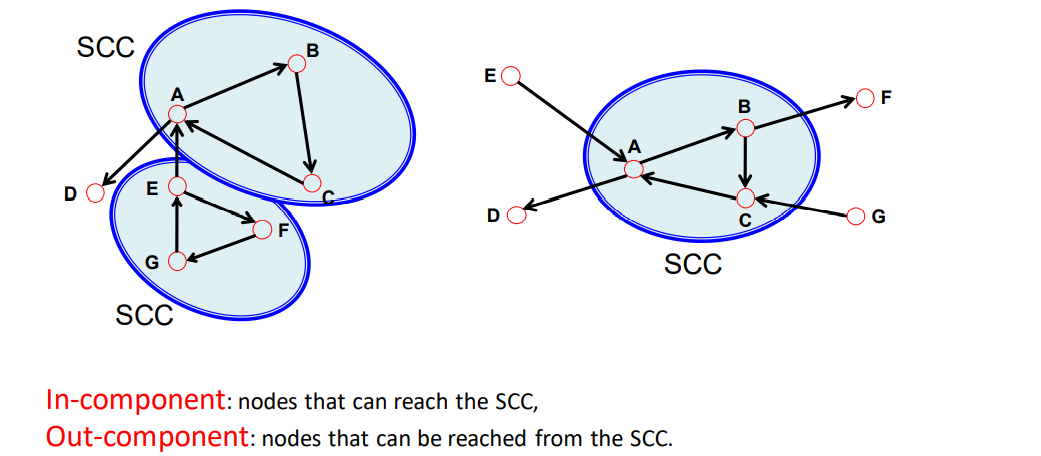 SCC
B
A
D
E
F
G
C
SCC
E
F
B
A
D
C
G
SCC
In-component: nodes that can reach the SCC,
Out-component: nodes that can be reached from the SCC.